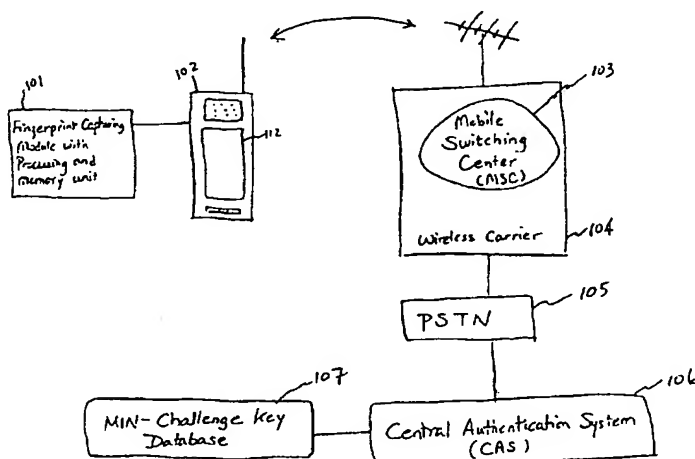 101
Fingerprint Capturing
Module with
Processing and
memory unit
102
112
103
Mobile
Switching
Center
(MSC)
Wireless Carrier
104
PSTN
105
107
MIN-Challenge Key
Database
106
Central Authentication System
(CAS)